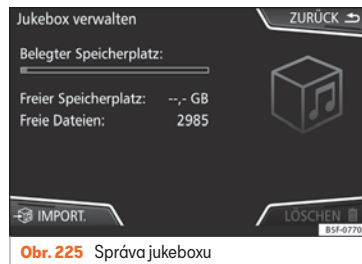 Jukebox verwalten
ZURÜCK
Belegter Speicherplatz:
Freier Speicherplatz: --,- GB
Freie Dateien: 2985
IMPORT.
LÖSCHEN
BSF-0770
Obr. 225 Správa jukeboxu